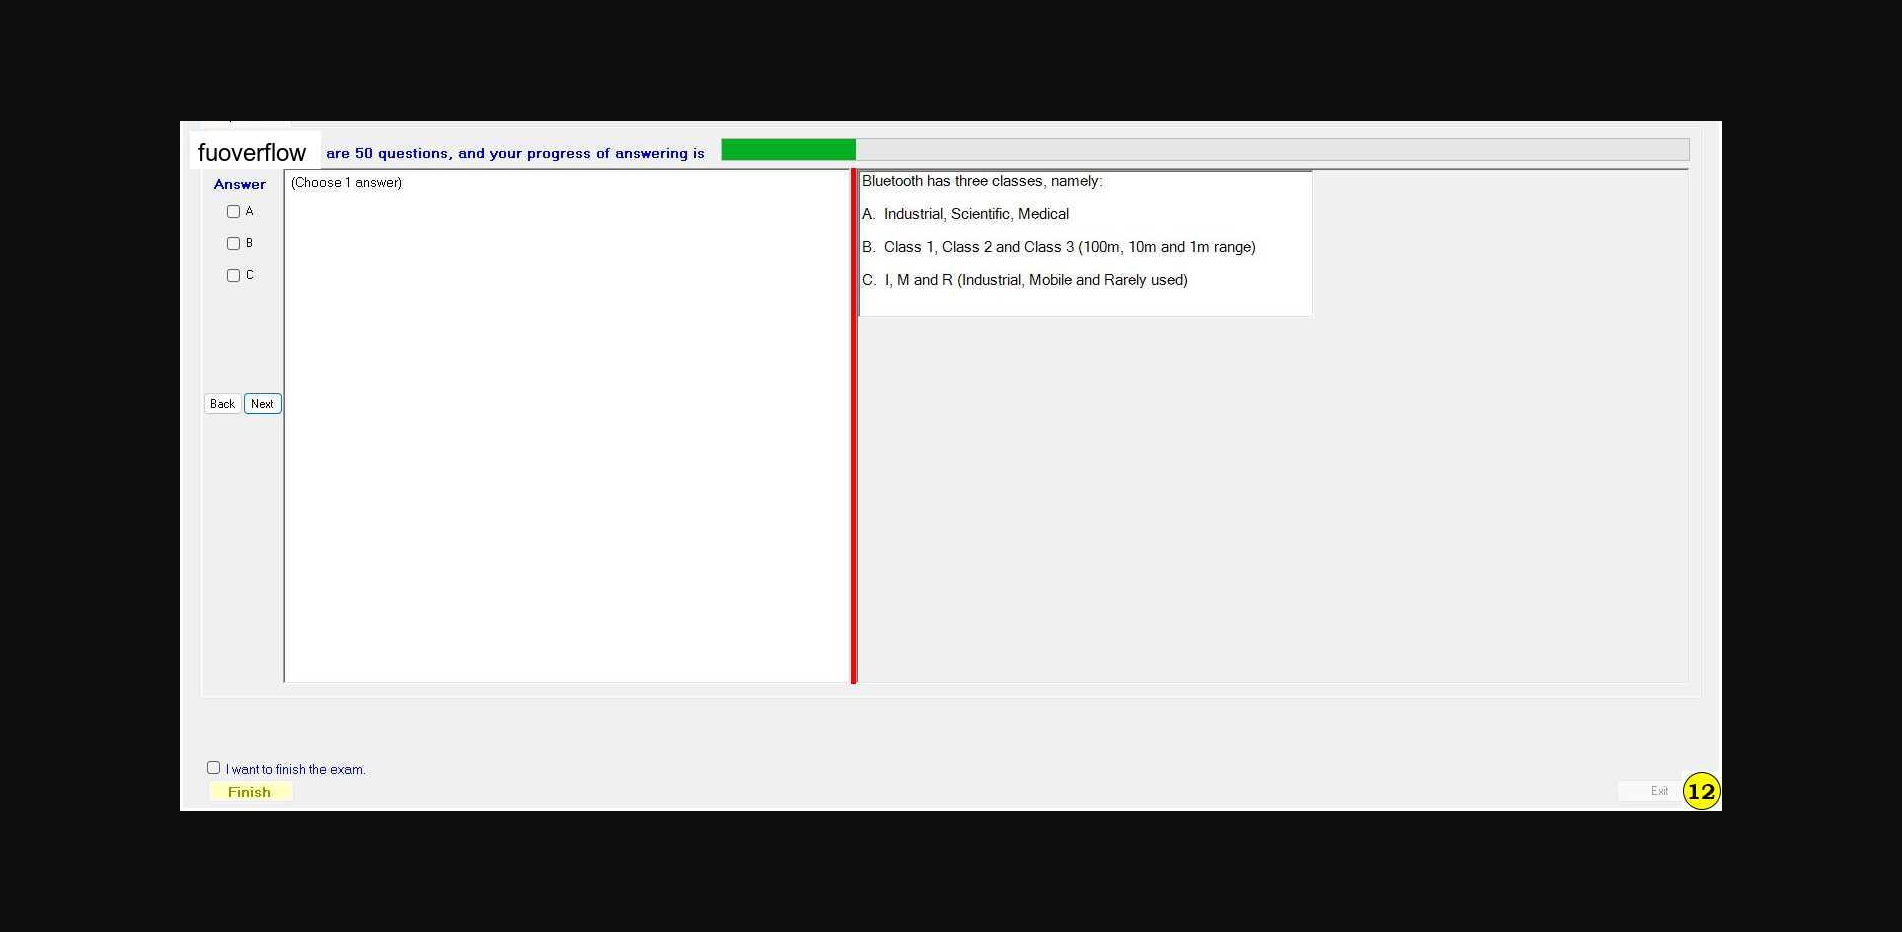 fuoverflow are 50 questions, and your progress of answering is
Answer
(Choose 1 answer)
A
B
C
Back Next
Bluetooth has three classes, namely:
A. Industrial, Scientific, Medical
B. Class 1, Class 2 and Class 3 (100m, 10m and 1m range)
C. I, M and R (Industrial, Mobile and Rarely used)
I want to finish the exam.
Finish
Exit
12